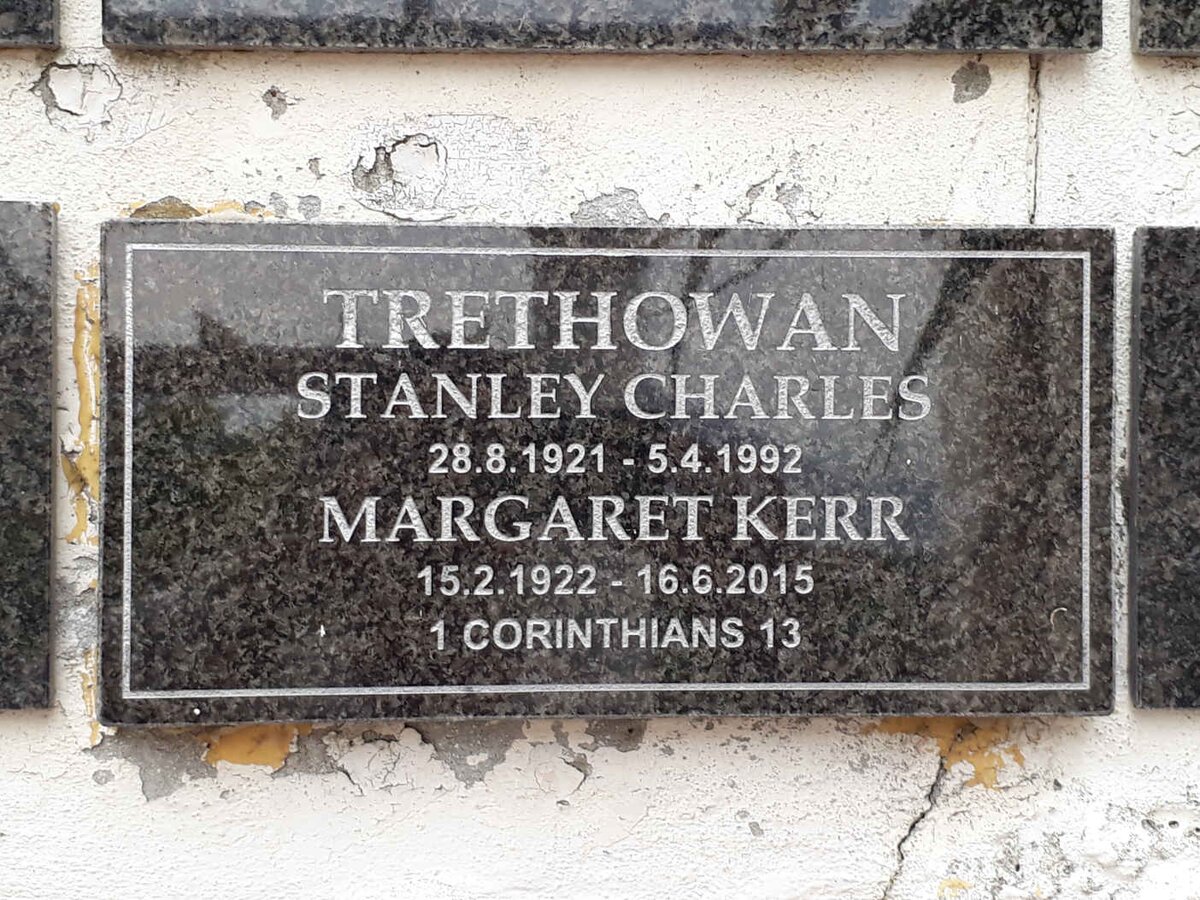 TRETHOWAN
STANLEY CHARLES
28.8.1921 - 5.4.1992
MARGARET KERR
15.2.1922 - 16.6.2015
1 CORINTHIANS 13